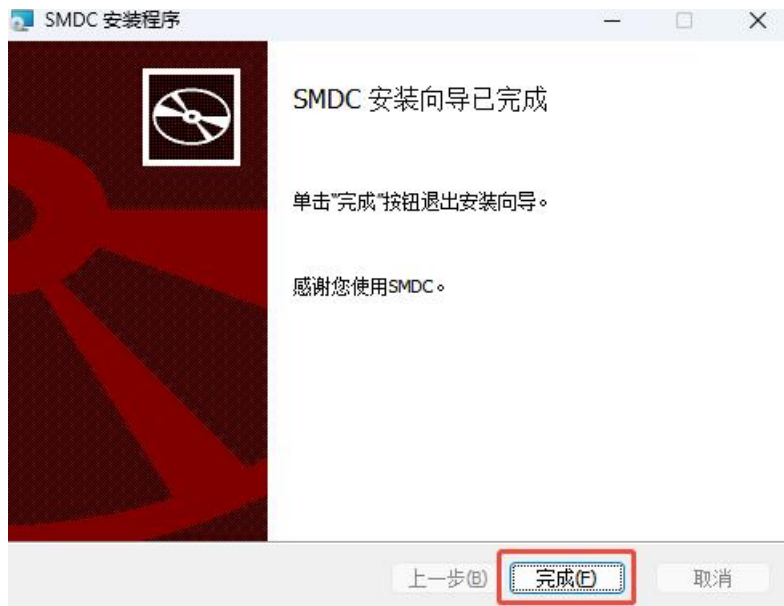 SMDC 安装程序
SMDC 安装向导已完成
单击"完成"按钮退出安装向导。
感谢您使用SMDC。
上一步(B) 完成(F) 取消